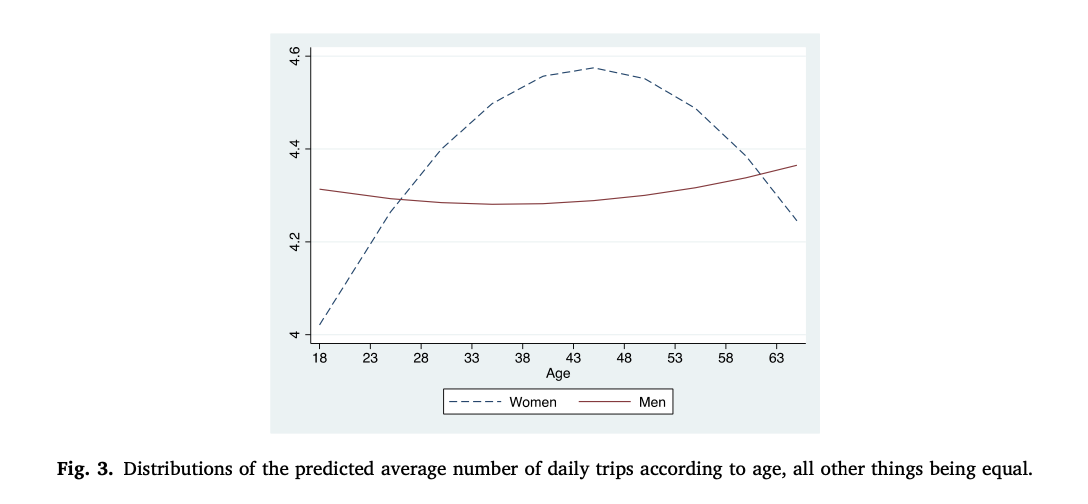 4.6
4.4
4.2
4
18 23 28 33 38 43 48 53 58 63
Age
Women Men
Fig. 3. Distributions of the predicted average number of daily trips according to age, all other things being equal.